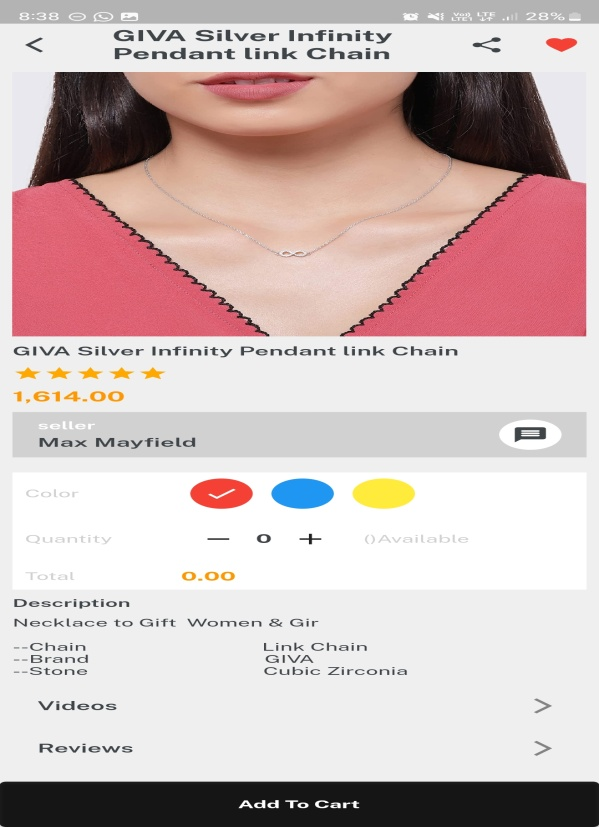 8:38
28%
GIVA Silver Infinity
Pendant link Chain
GIVA Silver Infinity Pendant link Chain
1,614.00
seller
Max Mayfield
Color
Quantity 0 ()Available
Total 0.00
Description
Necklace to Gift Women & Gir
--Chain Link Chain
--Brand GIVA
--Stone Cubic Zirconia
Videos
Reviews
Add To Cart